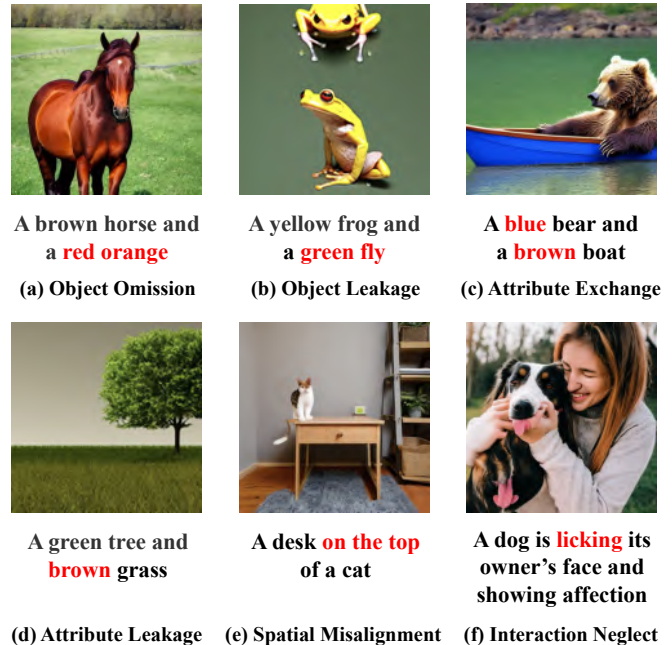 A brown horse and
a red orange
(a) Object Omission
A yellow frog and
a green fly
(b) Object Leakage
A blue bear and
a brown boat
(c) Attribute Exchange
A green tree and
brown grass
(d) Attribute Leakage
A desk on the top
of a cat
(e) Spatial Misalignment
A dog is licking its
owner's face and
showing affection
(f) Interaction Neglect